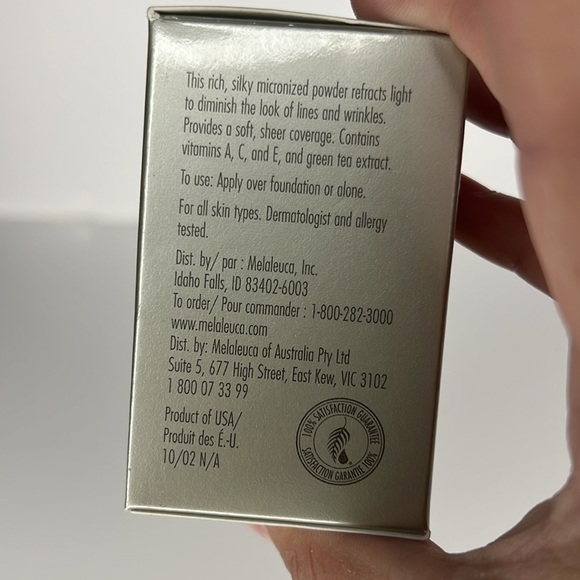 This rich, silky micronized powder refracts light
to diminish the look of lines and wrinkles.
Provides a soft, sheer coverage. Contains
vitamins A, C, and E, and green tea extract.
To use: Apply over foundation or alone.
For all skin types. Dermatologist and allergy
tested.
Dist. by/ par : Melaleuca, Inc.
Idaho Falls, ID 83402-6003
To order/ Pour commander : 1-800-282-3000
www.melaleuca.com
Dist. by: Melaleuca of Australia Pty Ltd
Suite 5, 677 High Street, East Kew, VIC 3102
1 800 07 33 99
Product of USA/
Produit des É.-U.
10/02 N/A
100% SATISFACTION GUARANTEE
SATISFACTION GARANTIE 100%